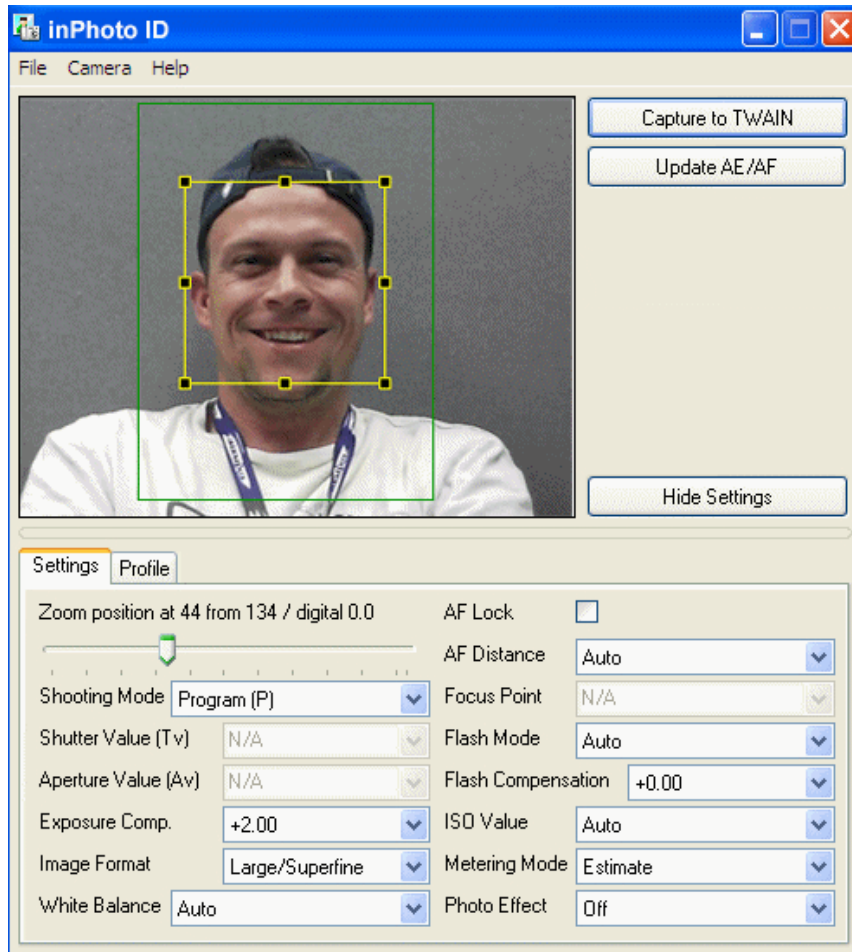 inPhoto ID
File Camera Help
Capture to TWAIN
Update AE/AF
Hide Settings
Settings Profile
Zoom position at 44 from 134 / digital 0.0
AF Lock
AF Distance Auto
Shooting Mode Program (P)
Focus Point N/A
Shutter Value (Tv) N/A
Flash Mode Auto
Aperture Value (Av) N/A
Flash Compensation +0.00
Exposure Comp. +2.00
ISO Value Auto
Image Format Large/Superfine
Metering Mode Estimate
White Balance Auto
Photo Effect Off